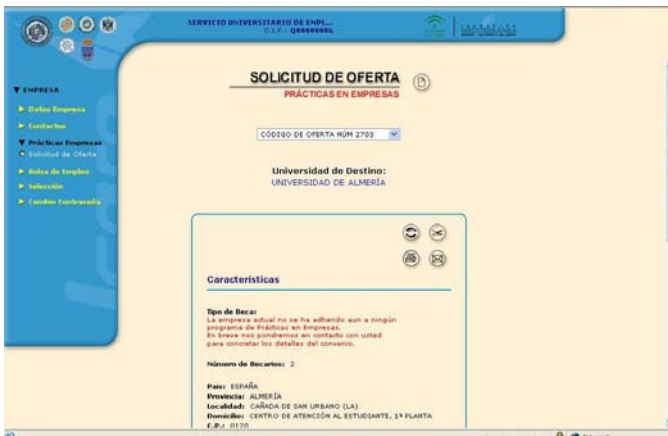 SERVICIO UNIVERSITARIO DE EMPL...
C.I.F.:
SOLICITUD DE OFERTA
PRÁCTICAS EN EMPRESAS
EMPRESA
Datos Empresa
Contactos
Prácticas Empresas
Solicitud de Oferta
Bolsa de Empleo
Selección
Cambio Contraseña
CÓDIGO DE OFERTA NÚM 2703
Universidad de Destino:
UNIVERSIDAD DE ALMERÍA
Características
Tipo de Beca:
La empresa actual no se ha adherido aun a ningún
programa de Prácticas en Empresas.
En breve nos pondremos en contacto con usted
para concretar los detalles del convenio.
Número de Becarios: 2
País: ESPAÑA
Provincia: ALMERÍA
Localidad: CAÑADA DE SAN URBANO (LA)
Domicilio: CENTRO DE ATENCIÓN AL ESTUDIANTE, 1ª PLANTA
C.P.: 0120